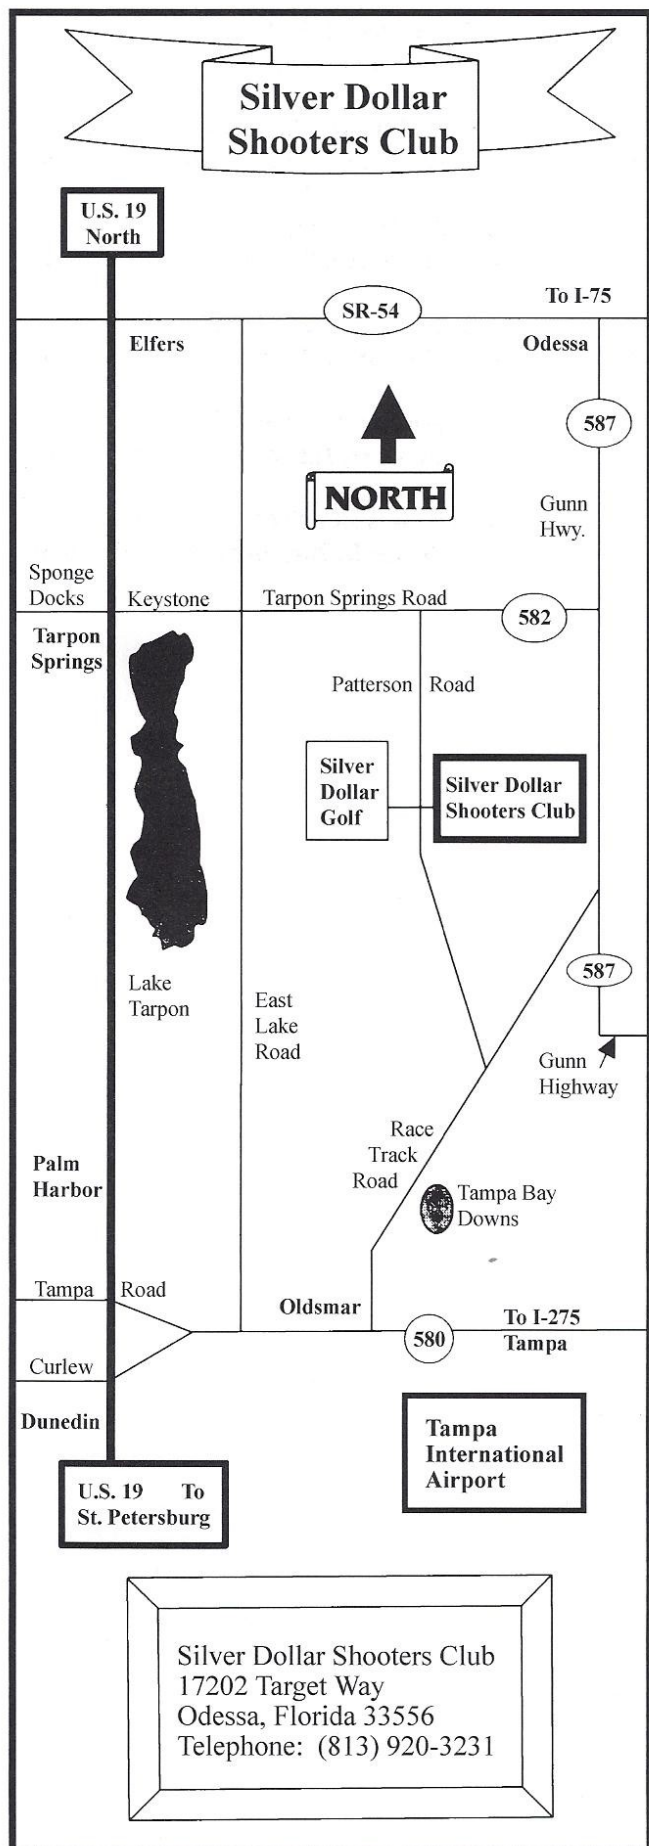 Silver Dollar
Shooters Club
U.S. 19
North
To I-75
SR-54
Elfers
Odessa
587
NORTH
Gunn
Hwy.
Sponge
Docks
Keystone
Tarpon Springs Road
582
Tarpon
Springs
Patterson Road
Silver
Dollar
Golf
Silver Dollar
Shooters Club
587
Lake
Tarpon
East
Lake
Road
Gunn
Highway
Race
Track
Road
Palm
Harbor
Tampa Bay
Downs
Tampa Road
Oldsmar
To I-275
Tampa
580
Curlew
Dunedin
Tampa
International
Airport
U.S. 19 To
St. Petersburg
Silver Dollar Shooters Club
17202 Target Way
Odessa, Florida 33556
Telephone: (813) 920-3231